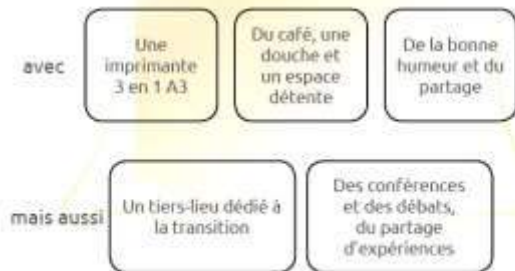 avec
Une
imprimante
3 en 1 A3
Du café, une
douche et
un espace
détente
De la bonne
humeur et du
partage
mais aussi
Un tiers-lieu dédié à
la transition
Des conférences
et des débats,
du partage
d'expériences